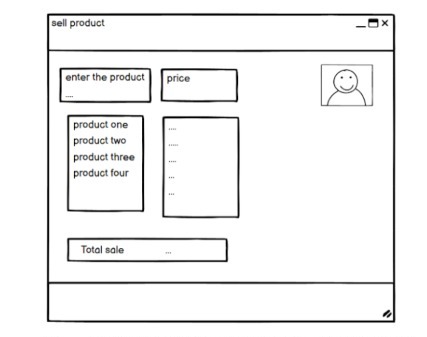 sell product
enter the product
....
price
product one
product two
product three
product four
....
.....
....
...
...
Total sale ...